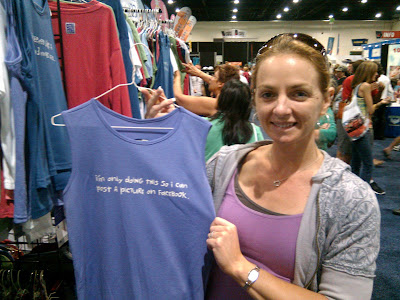 i'm only doing this so i can
post a picture on facebook.